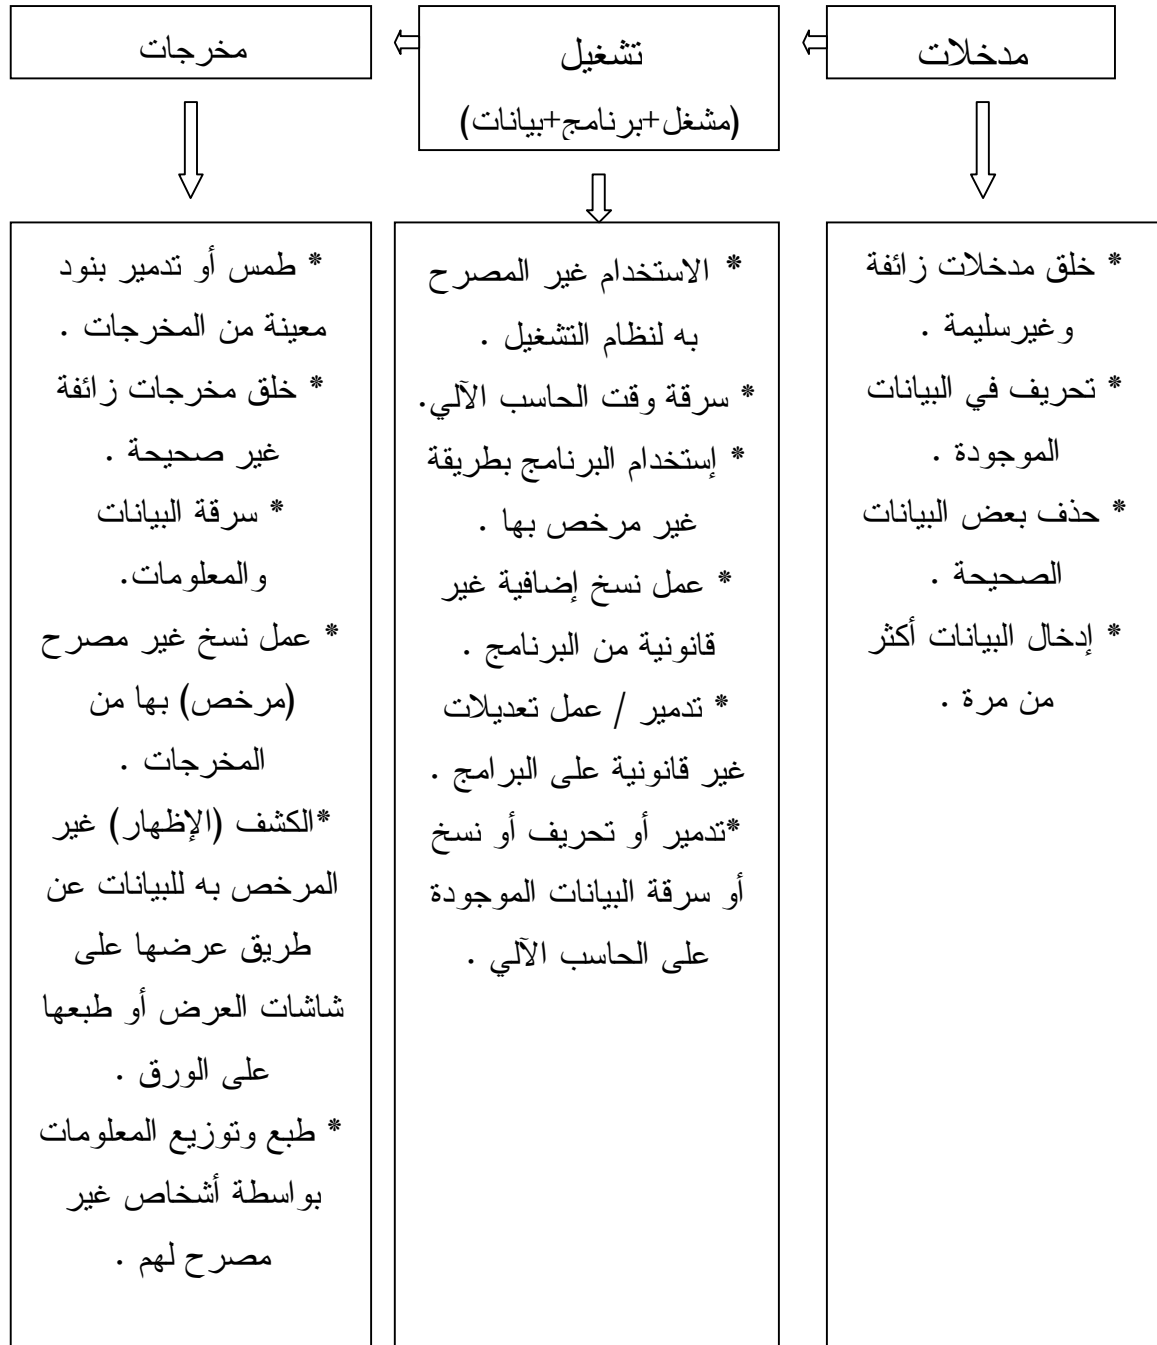 مدخلات
تشغيل
(مشغل+برنامج+بيانات)
مخرجات
* خلق مدخلات زائفة
وغيرسليمة .
* تحريف في البيانات
الموجودة .
* حذف بعض البيانات
الصحيحة .
* إدخال البيانات أكثر
من مرة .
* الاستخدام غير المصرح
به لنظام التشغيل .
* سرقة وقت الحاسب الآلي.
* إستخدام البرنامج بطريقة
غير مرخص بها .
* عمل نسخ إضافية غير
قانونية من البرنامج .
* تدمير / عمل تعديلات
غير قانونية على البرامج .
*تدمير أو تحريف أو نسخ
أو سرقة البيانات الموجودة
على الحاسب الآلي .
* طمس أو تدمير بنود
معينة من المخرجات .
* خلق مخرجات زائفة
غير صحيحة .
* سرقة البيانات
والمعلومات.
* عمل نسخ غير مصرح
(مرخص) بها من
المخرجات .
*الكشف (الإظهار) غير
المرخص به للبيانات عن
طريق عرضها على
شاشات العرض أو طبعها
على الورق .
* طبع وتوزيع المعلومات
بواسطة أشخاص غير
مصرح لهم .